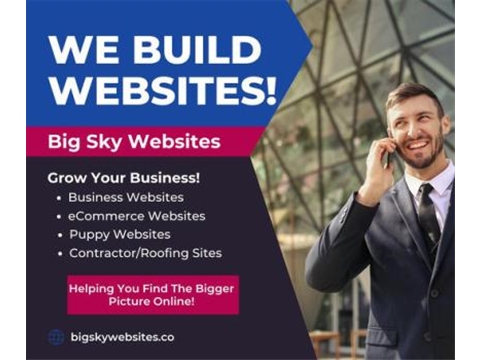 WE BUILD
WEBSITES!
Big Sky Websites
Grow Your Business!
• Business Websites
• eCommerce Websites
• Puppy Websites
• Contractor/Roofing Sites
Helping You Find The Bigger
Picture Online!
bigskywebsites.co